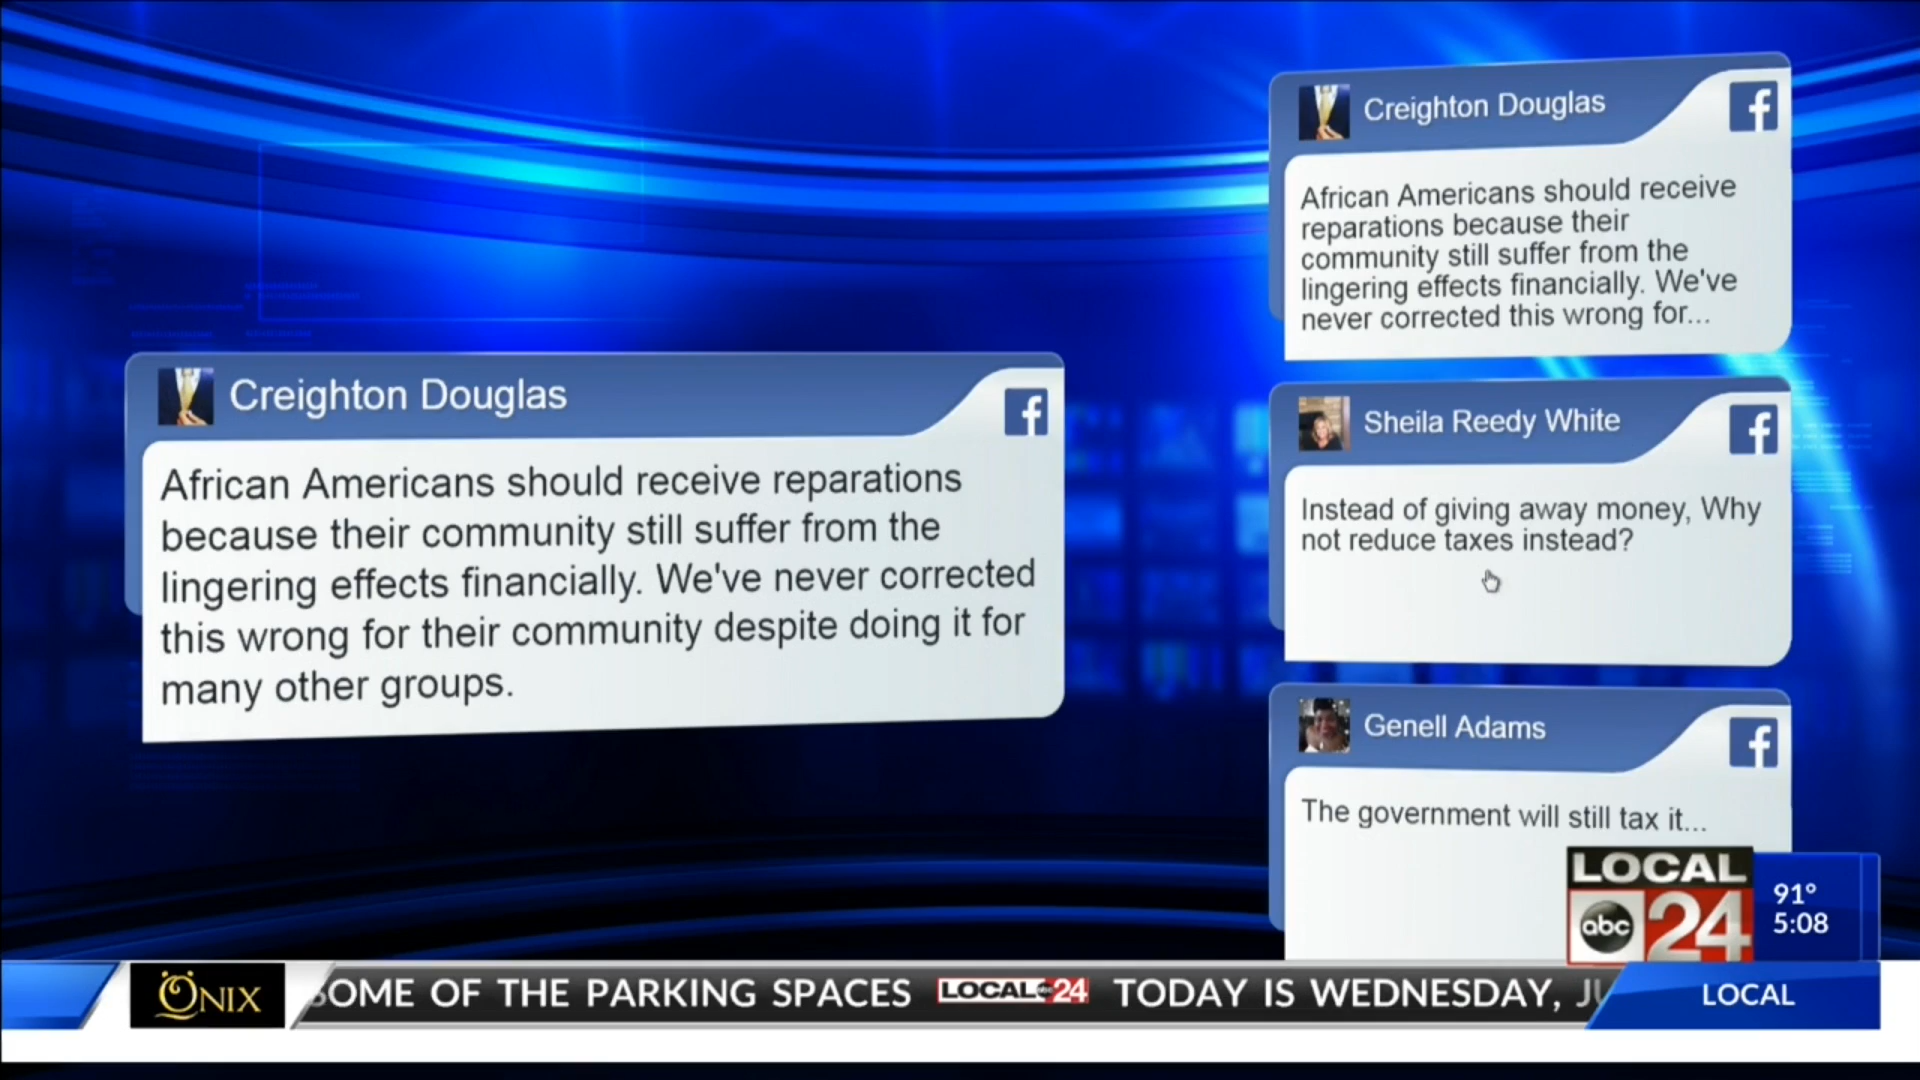 Creighton Douglas
African Americans should receive reparations
because their community still suffer from the
lingering effects financially. We've never corrected
this wrong for their community despite doing it for
many other groups.
Creighton Douglas
African Americans should receive
reparations because their
community still suffer from the
lingering effects financially. We've
never corrected this wrong for...
Sheila Reedy White
Instead of giving away money, Why
not reduce taxes instead?
Genell Adams
The government will still tax it...
LOCAL
abc 24
91°
5:08
ÖNIX
SOME OF THE PARKING SPACES LOCAL abc 24 TODAY IS WEDNESDAY, JU
LOCAL